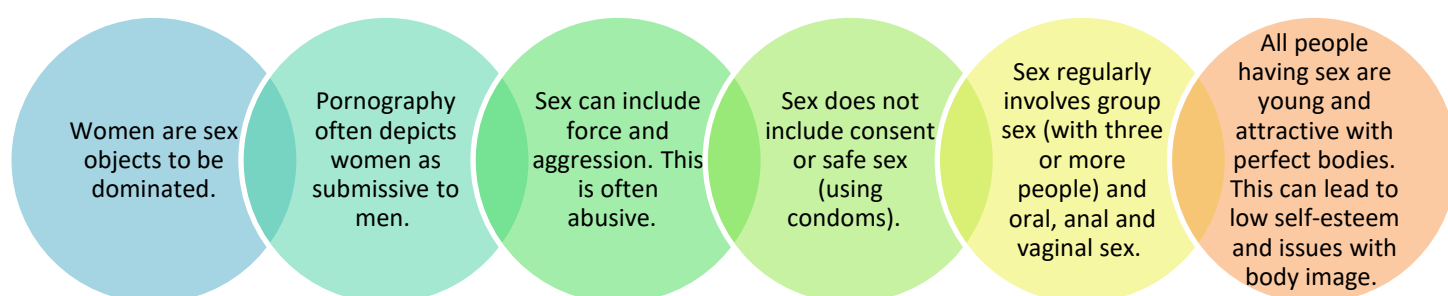 Women are sex
objects to be
dominated.
Pornography
often depicts
women as
submissive to
men.
Sex can include
force and
aggression. This
is often
abusive.
Sex does not
include consent
or safe sex
(using
condoms).
Sex regularly
involves group
sex (with three
or more
people) and
oral, anal and
vaginal sex.
All people
having sex are
young and
attractive with
perfect bodies.
This can lead to
low self-esteem
and issues with
body image.